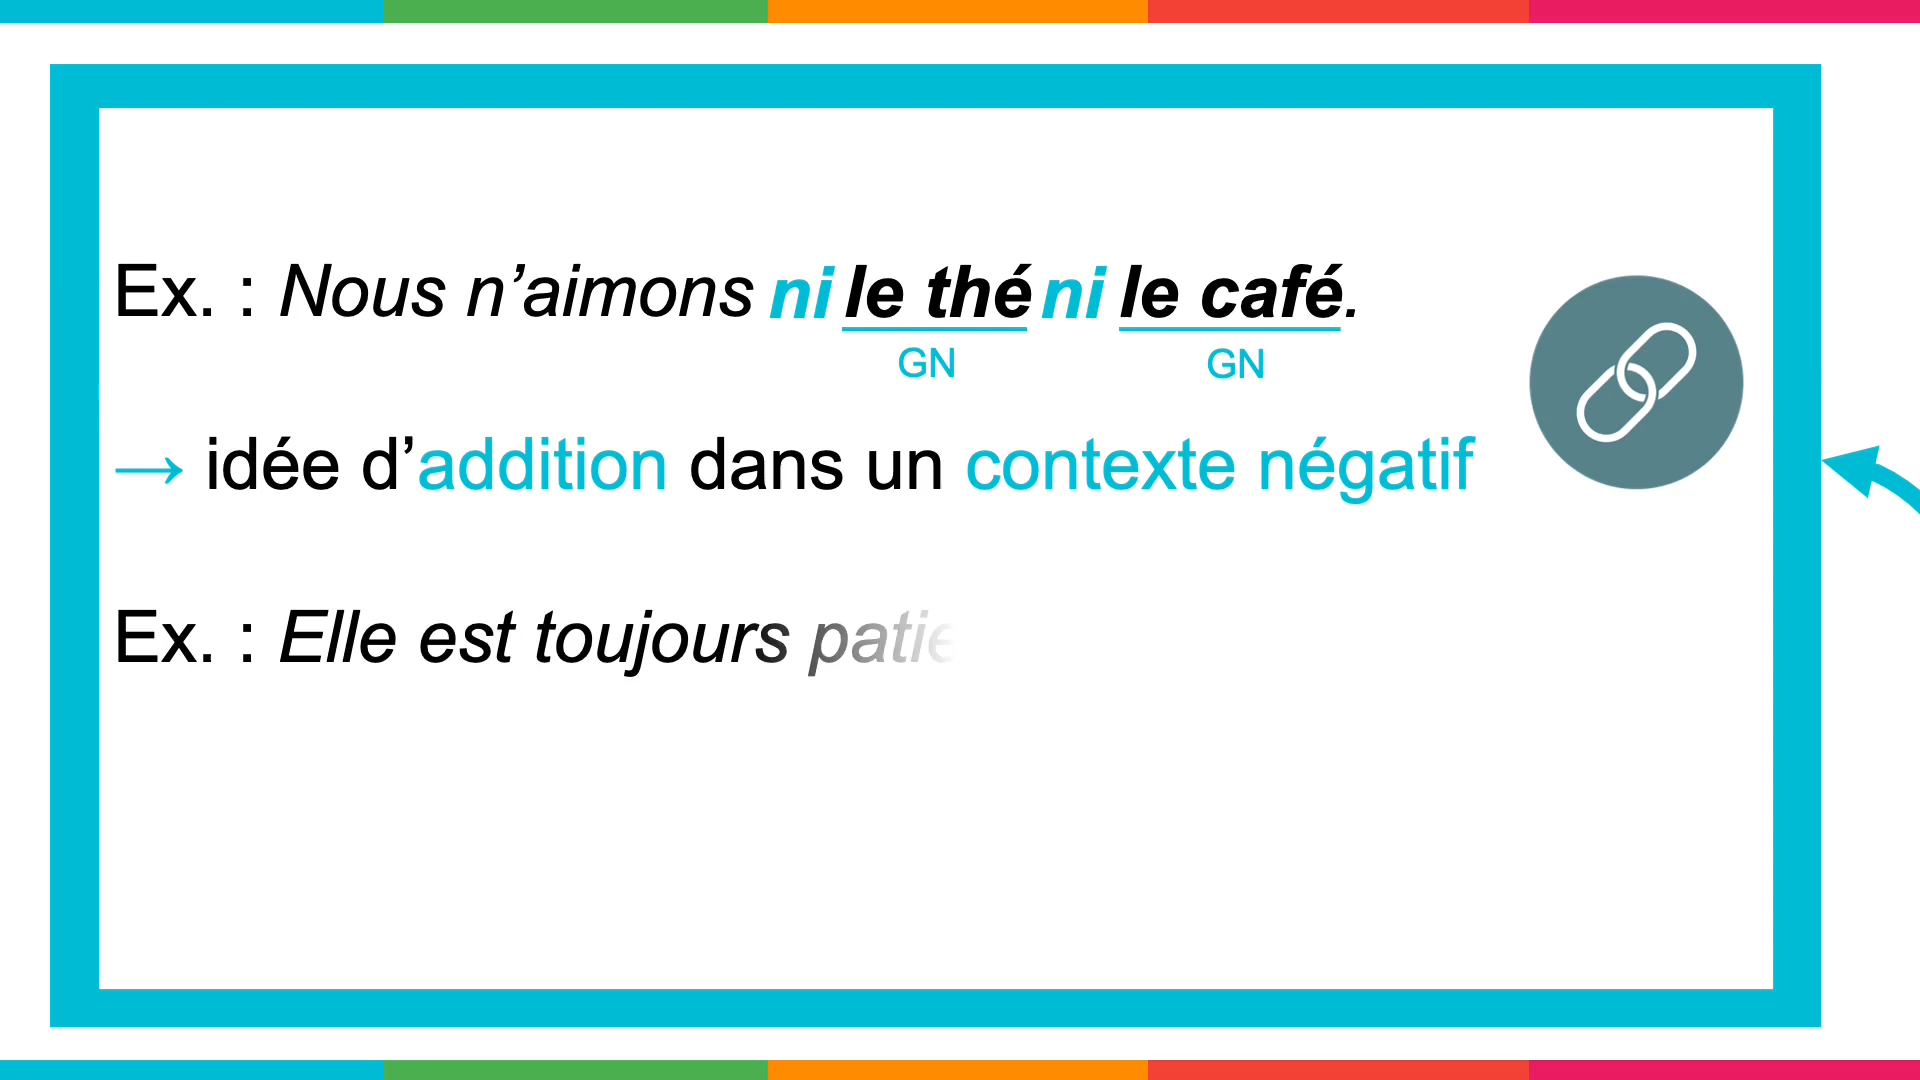 Ex. : Nous n’aimons ni le thé ni le café.
GN GN
→ idée d’addition dans un contexte négatif
Ex. : Elle est toujours